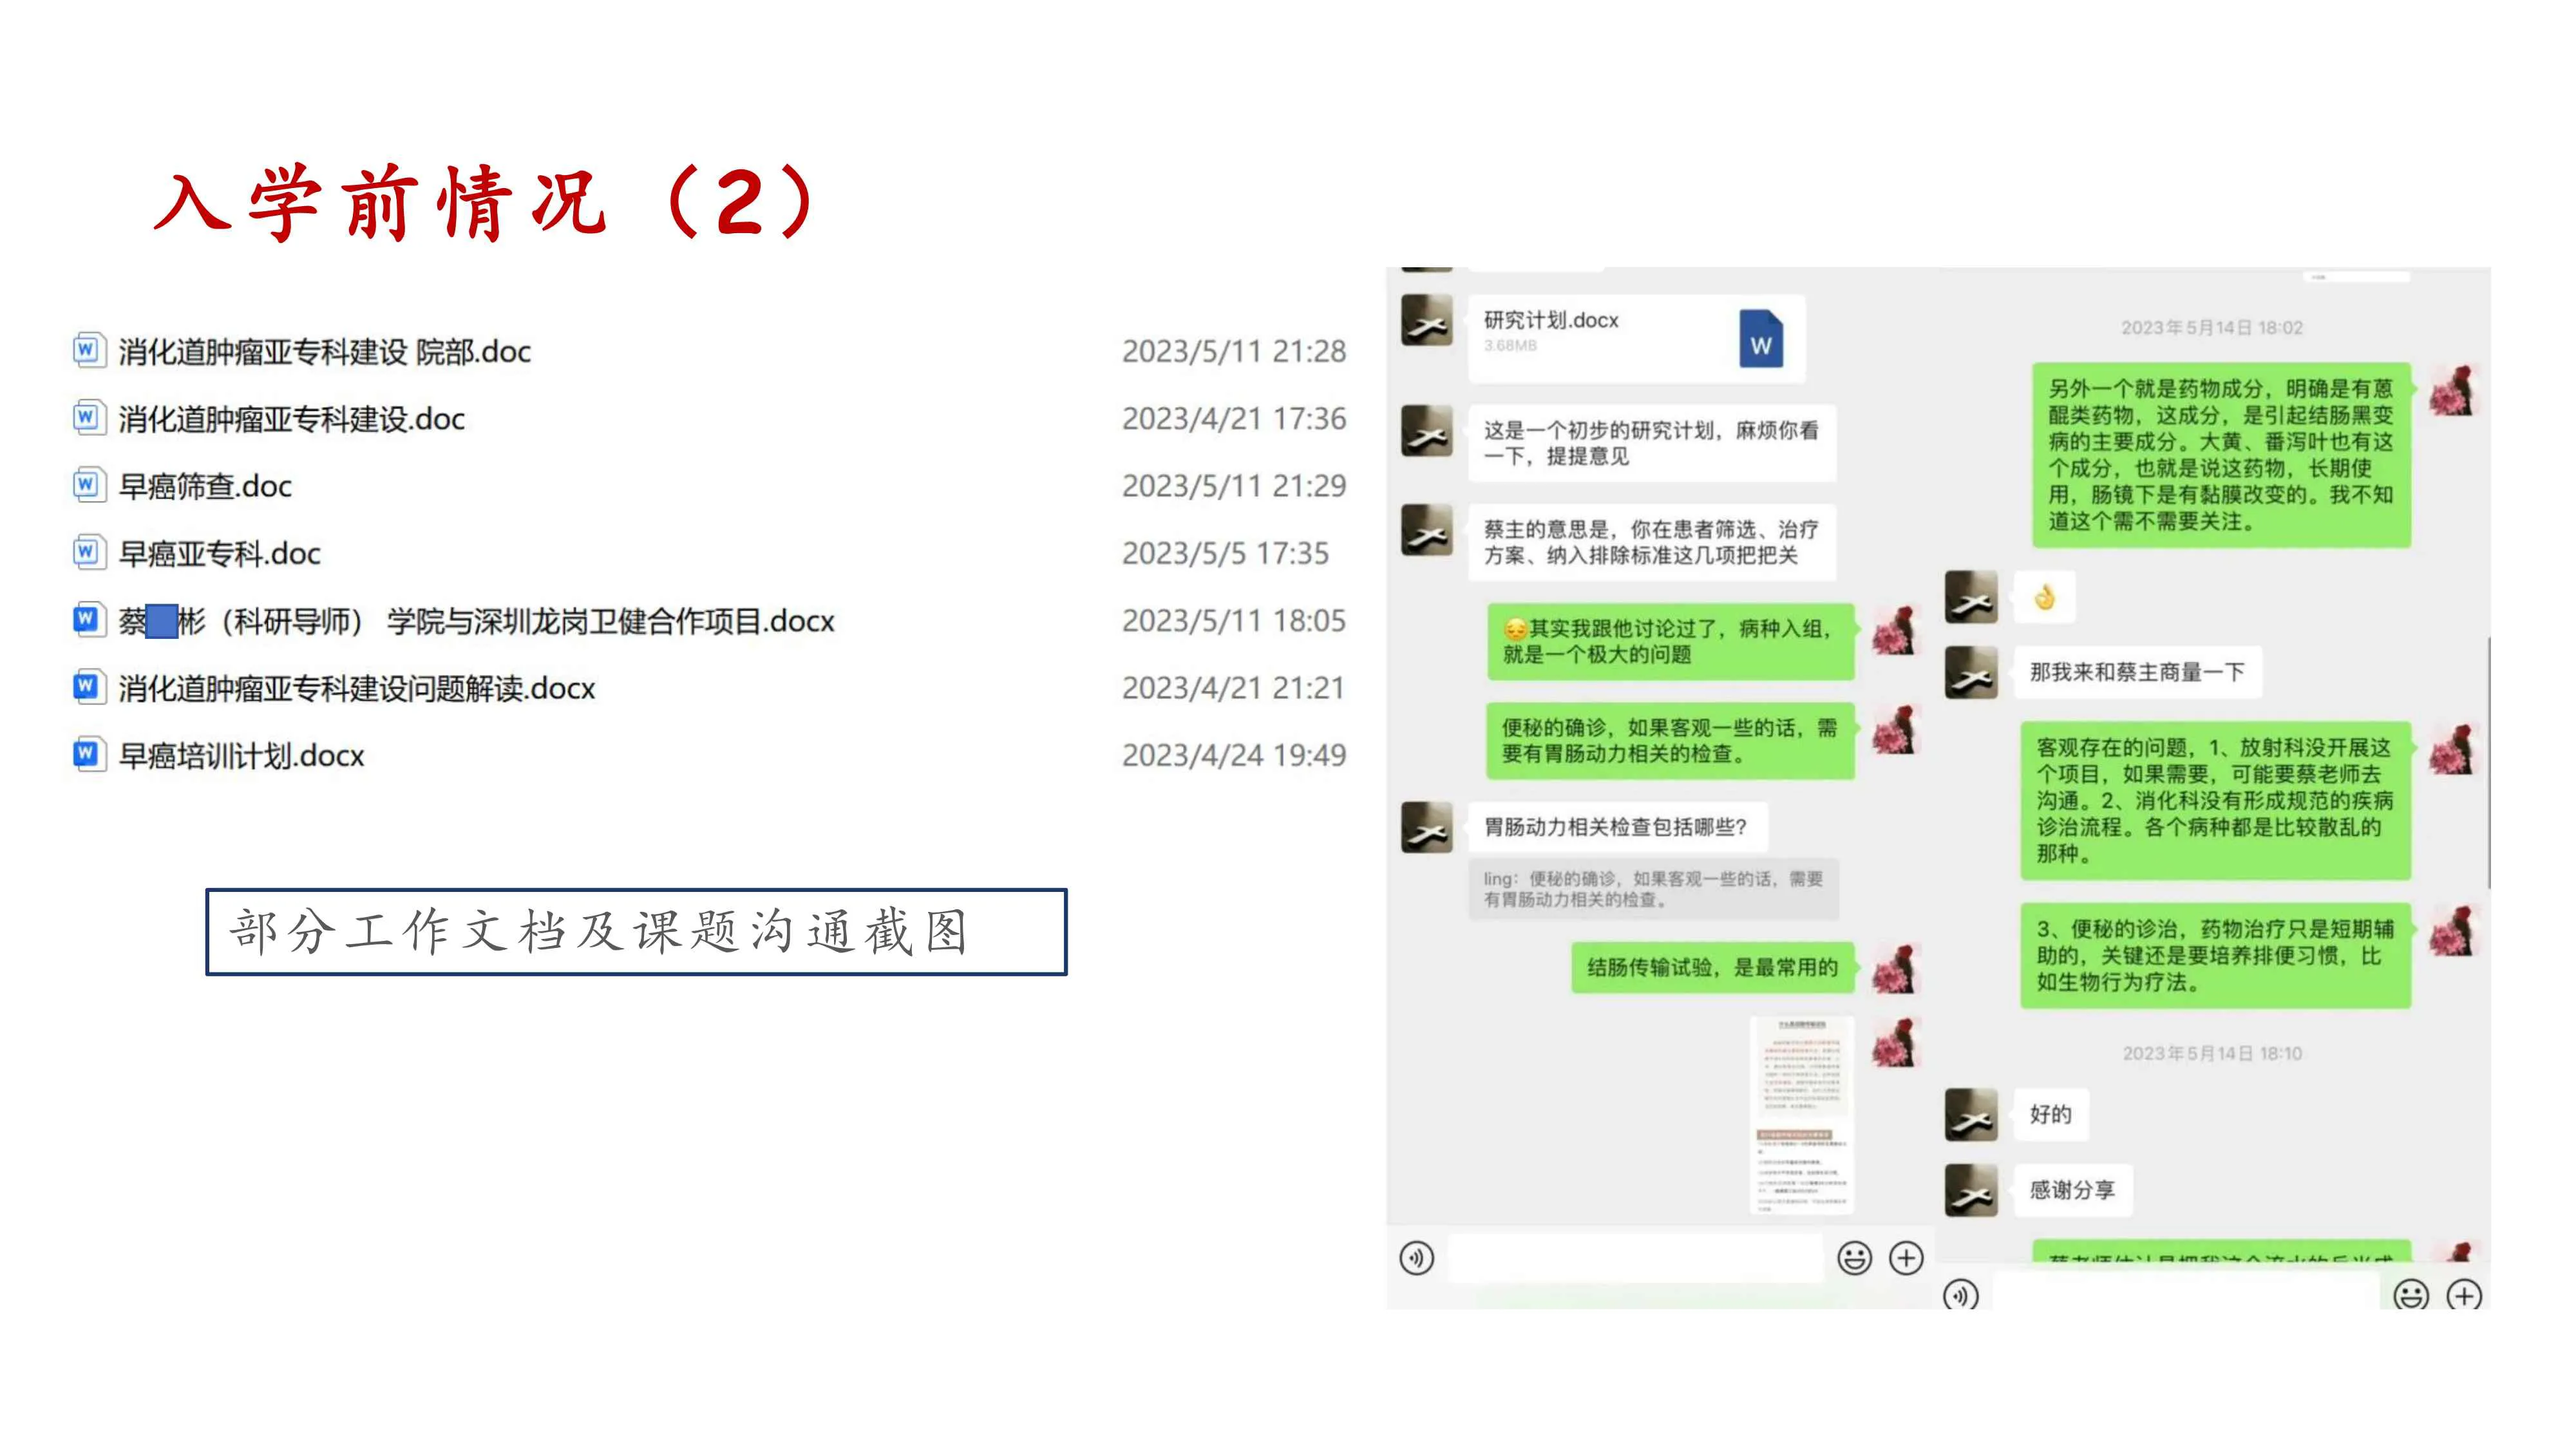 入学前情况（2）
消化道肿瘤亚专科建设 院部.doc 2023/5/11 21:28
消化道肿瘤亚专科建设.doc 2023/4/21 17:36
早癌筛查.doc 2023/5/11 21:29
早癌亚专科.doc 2023/5/5 17:35
蔡 彬（科研导师） 学院与深圳龙岗卫健合作项目.docx 2023/5/11 18:05
消化道肿瘤亚专科建设问题解读.docx 2023/4/21 21:21
早癌培训计划.docx 2023/4/24 19:49
部分工作文档及课题沟通截图
研究计划.docx
3.68MB
W
这是一个初步的研究计划，麻烦你看
一下，提提意见
蔡主的意思是，你在患者筛选、治疗
方案、纳入排除标准这几项把把关
😔其实我跟他讨论过了，病种入组，
就是一个极大的问题
便秘的确诊，如果客观一些的话，需
要有胃肠动力相关的检查。
胃肠动力相关检查包括哪些？
ling：便秘的确诊，如果客观一些的话，需要
有胃肠动力相关的检查。
结肠传输试验，是最常用的
2023年5月14日 18:02
另外一个就是药物成分，明确是有蒽
醌类药物，这成分，是引起结肠黑变
病的主要成分。大黄、番泻叶也有这
个成分，也就是说这药物，长期使
用，肠镜下是有黏膜改变的。我不知
道这个需不需要关注。
👌
那我来和蔡主商量一下
客观存在的问题，1、放射科没开展这
个项目，如果需要，可能要蔡老师去
沟通。2、消化科没有形成规范的疾病
诊治流程。各个病种都是比较散乱的
那种。
3、便秘的诊治，药物治疗只是短期辅
助的，关键还是要培养排便习惯，比
如生物行为疗法。
2023年5月14日 18:10
好的
感谢分享